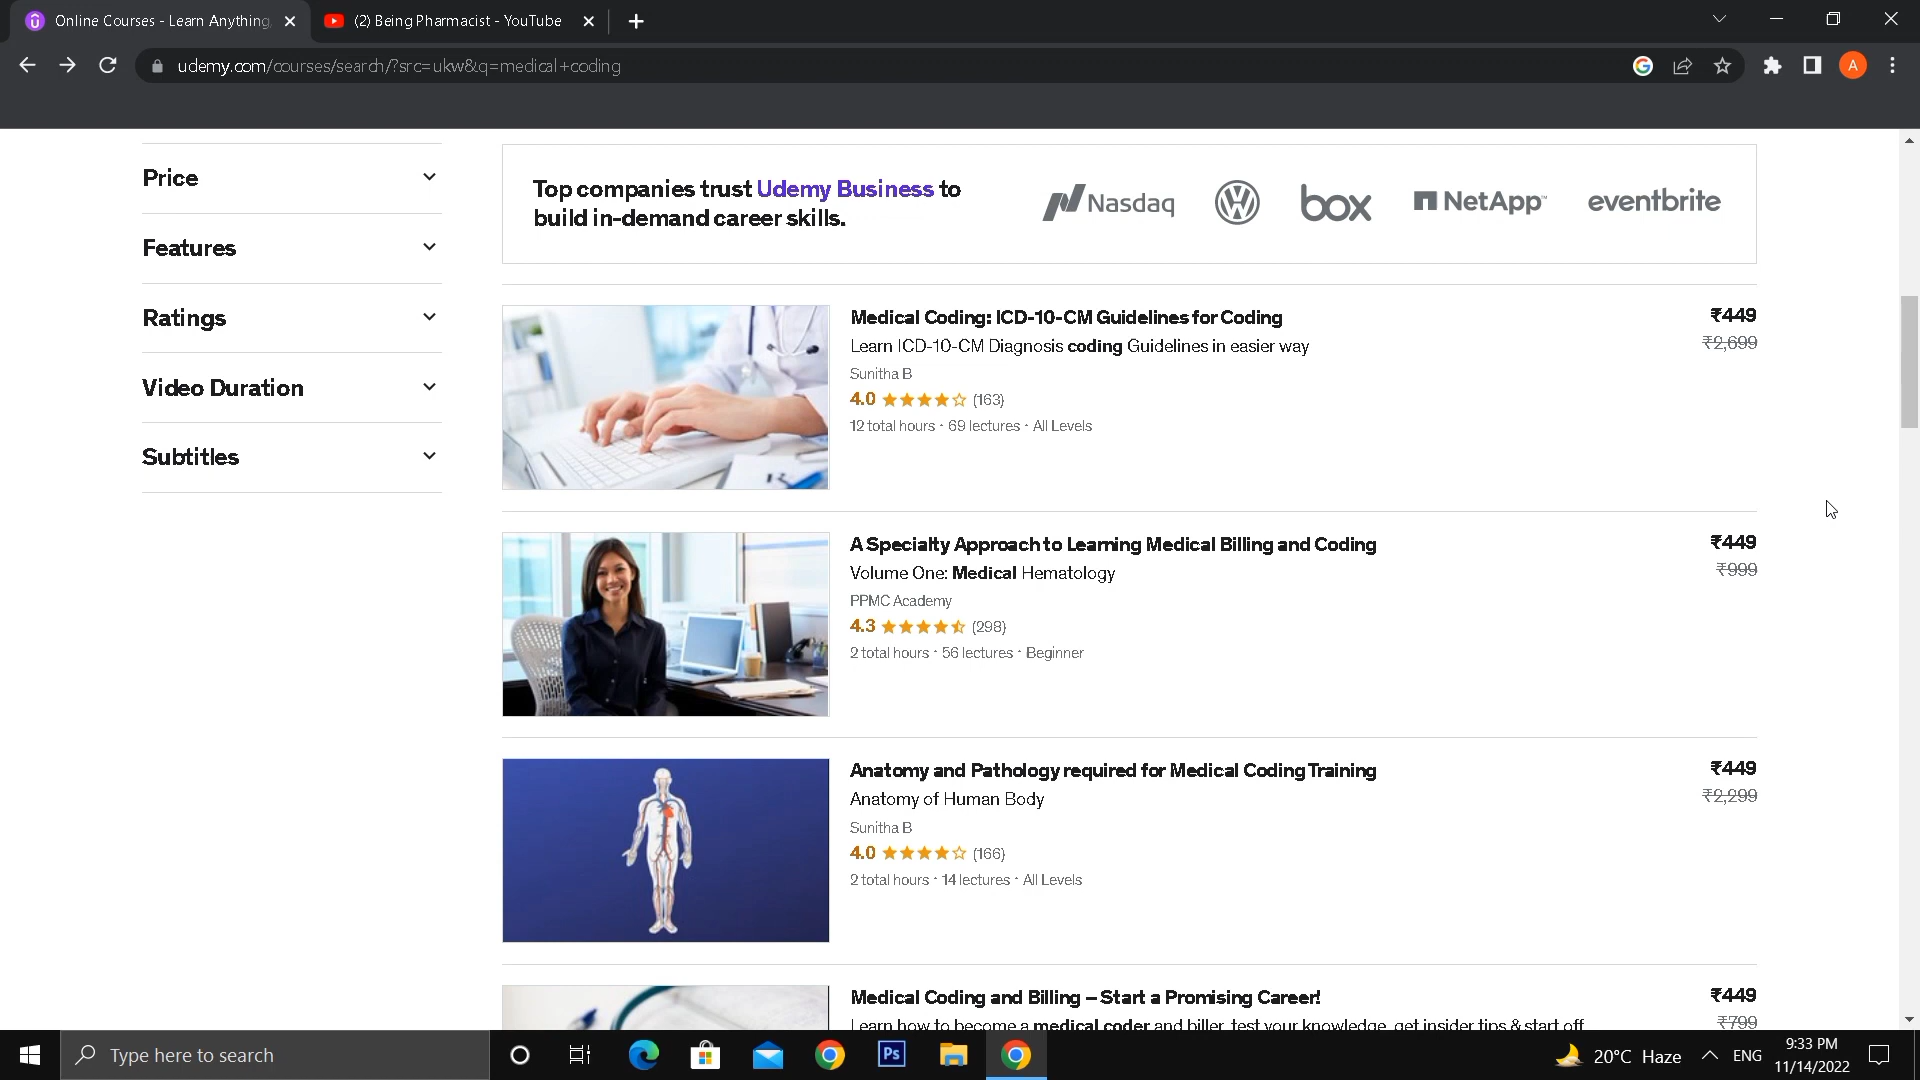 Online Courses - Learn Anything,
(2) Being Pharmacist - YouTube
udemy.com/courses/search/?src=ukw&q=medical+coding
A
Price
Features
Ratings
Video Duration
Subtitles
Top companies trust Udemy Business to
build in-demand career skills.
Nasdaq
box
NetApp
eventbrite
Medical Coding: ICD-10-CM Guidelines for Coding
₹449
Learn ICD-10-CM Diagnosis coding Guidelines in easier way
₹2,699
Sunitha B
4.0 (163)
12 total hours · 69 lectures · All Levels
A Specialty Approach to Learning Medical Billing and Coding
₹449
Volume One: Medical Hematology
₹999
PPMC Academy
4.3 (298)
2 total hours · 56 lectures · Beginner
Anatomy and Pathology required for Medical Coding Training
₹449
Anatomy of Human Body
₹2,299
Sunitha B
4.0 (166)
2 total hours · 14 lectures · All Levels
Medical Coding and Billing – Start a Promising Career!
₹449
Learn how to become a medical coder and biller, test your knowledge, get insider tips & start off
₹799
Type here to search
Ps
20°C Haze
ENG
9:33 PM
11/14/2022